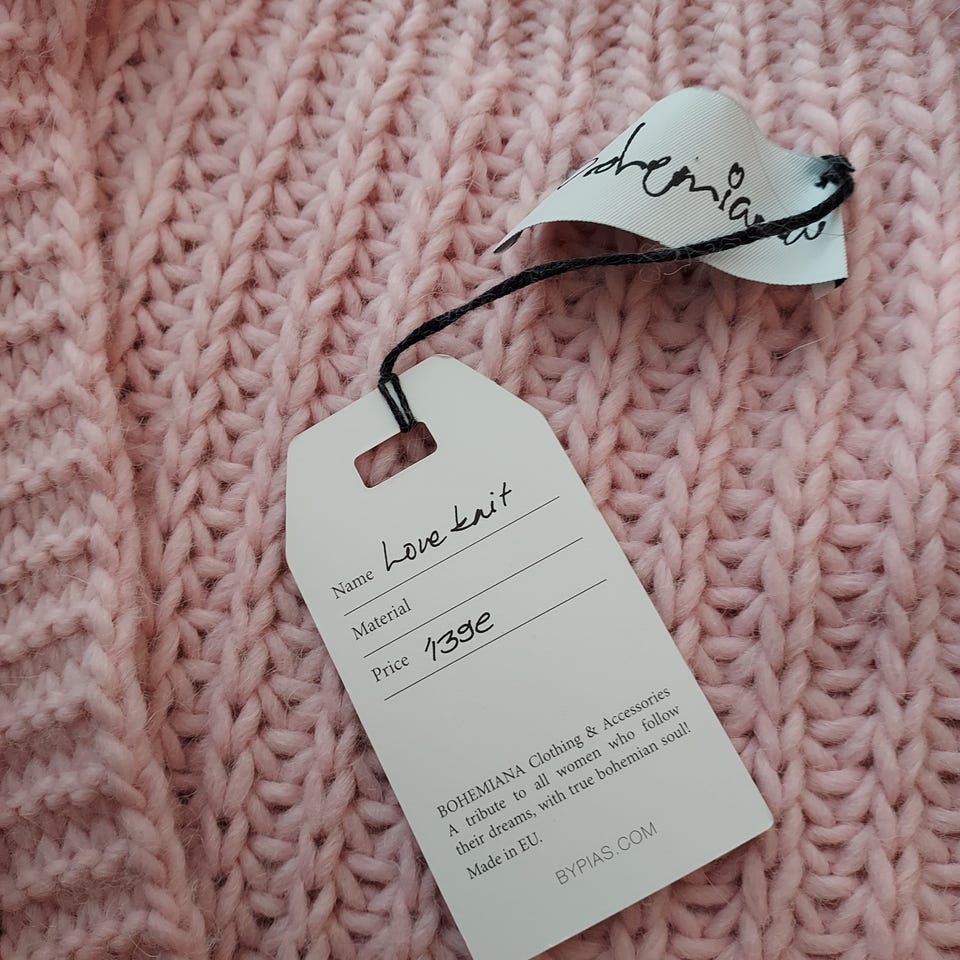 bohemiana
Name Love knit
Material
Price 139e
BOHEMIANA Clothing & Accessories
A tribute to all women who follow
their dreams, with true bohemian soul!
Made in EU.
BYPIAS.COM